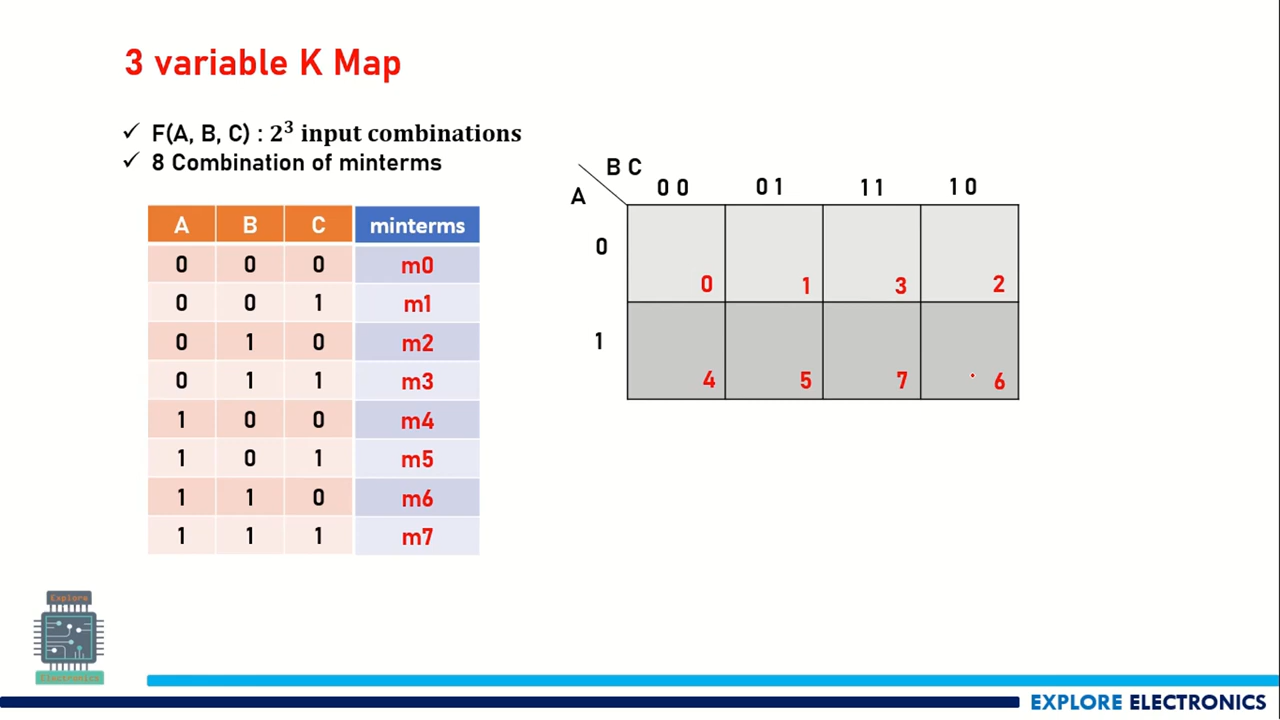 3 variable K Map
✓ F(A, B, C) : 2³ input combinations
✓ 8 Combination of minterms
A B C minterms
0 0 0 m0
0 0 1 m1
0 1 0 m2
0 1 1 m3
1 0 0 m4
1 0 1 m5
1 1 0 m6
1 1 1 m7
B C
A
0 0 0 1 1 1 1 0
0
0 1 3 2
1
4 5 7 6
Explore
Electronics
EXPLORE ELECTRONICS